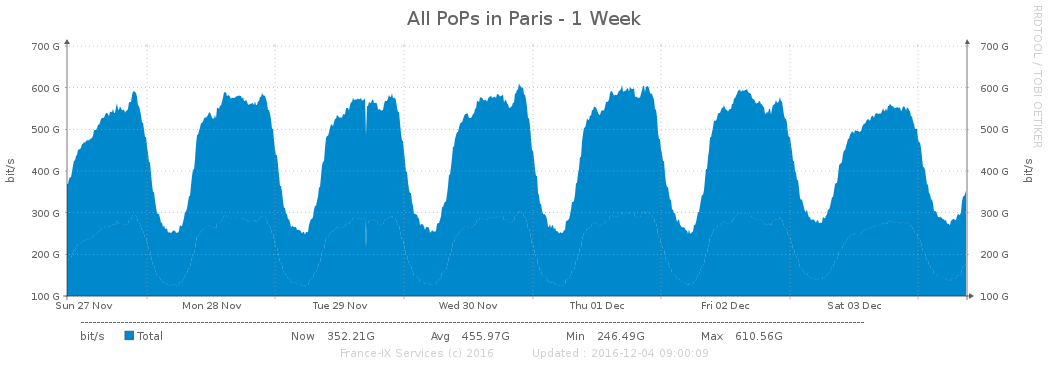 All PoPs in Paris - 1 Week
RRDTOOL / TOBI OETIKER
700 G 700 G
600 G 600 G
500 G 500 G
400 G 400 G
300 G 300 G
200 G 200 G
100 G 100 G
bit/s bit/s
Sun 27 Nov Mon 28 Nov Tue 29 Nov Wed 30 Nov Thu 01 Dec Fri 02 Dec Sat 03 Dec
bit/s Total Now 352.21G Avg 455.97G Min 246.49G Max 610.56G
France-IX Services (c) 2016 Updated : 2016-12-04 09:00:09